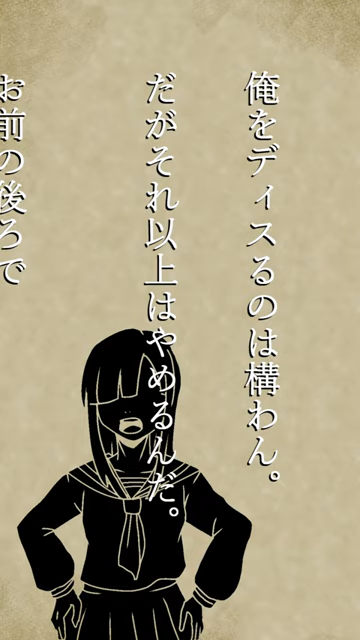 俺をディスるのは構わん。
だがそれ以上はやめるんだ。
お前の後ろで